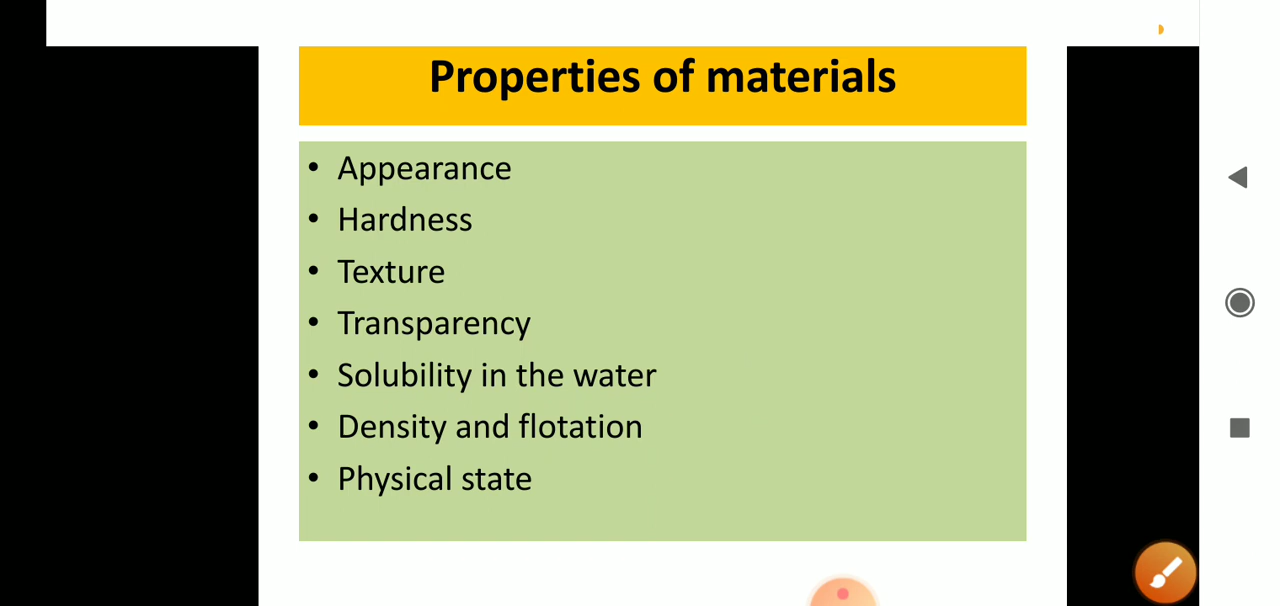 Properties of materials
• Appearance
• Hardness
• Texture
• Transparency
• Solubility in the water
• Density and flotation
• Physical state